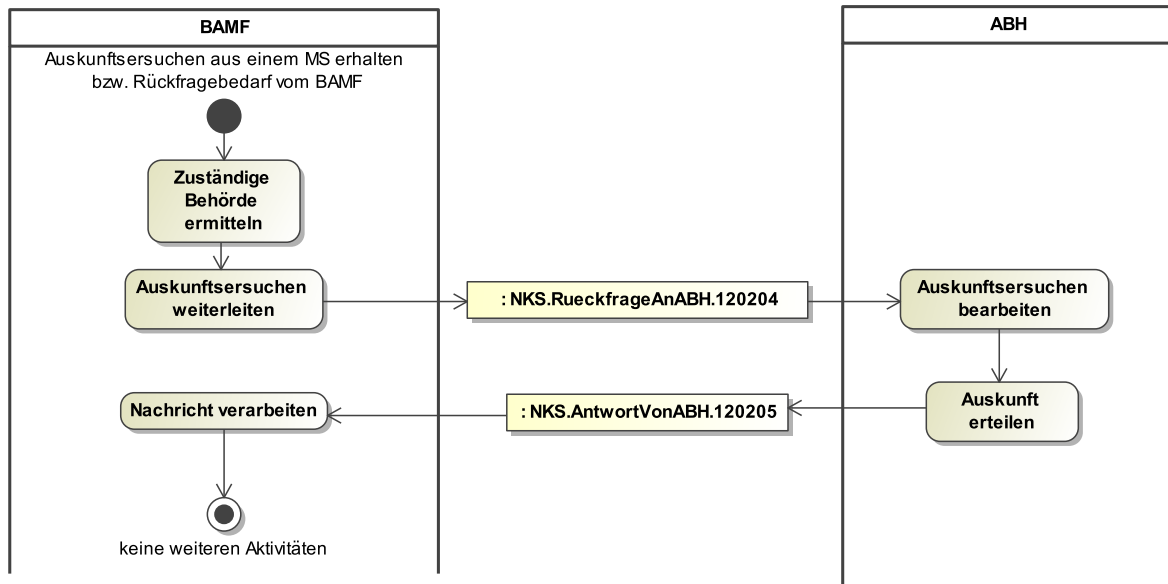 BAMF
Auskunftsersuchen aus einem MS erhalten
bzw. Rückfragebedarf vom BAMF
Zuständige
Behörde
ermitteln
Auskunftsersuchen
weiterleiten
: NKS.RueckfrageAnABH.120204
ABH
Auskunftsersuchen
bearbeiten
Auskunft
erteilen
: NKS.AntwortVonABH.120205
Nachricht verarbeiten
keine weiteren Aktivitäten